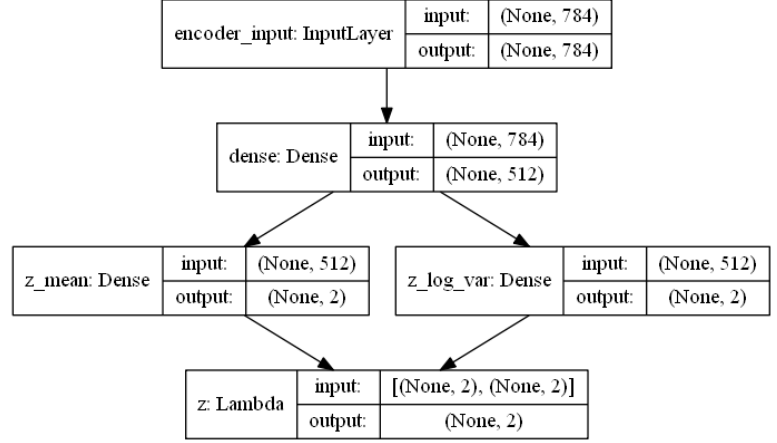 encoder_input: InputLayer
input: (None, 784)
output: (None, 784)
dense: Dense
input: (None, 784)
output: (None, 512)
z_mean: Dense
input: (None, 512)
output: (None, 2)
z_log_var: Dense
input: (None, 512)
output: (None, 2)
z: Lambda
input: [(None, 2), (None, 2)]
output: (None, 2)